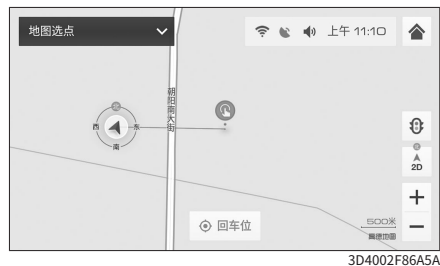 地图选点
上午 11:10
朝阳南大街
西
东
南
2D
+
500米
高德地图
−
回车位
3D4002F86A5A